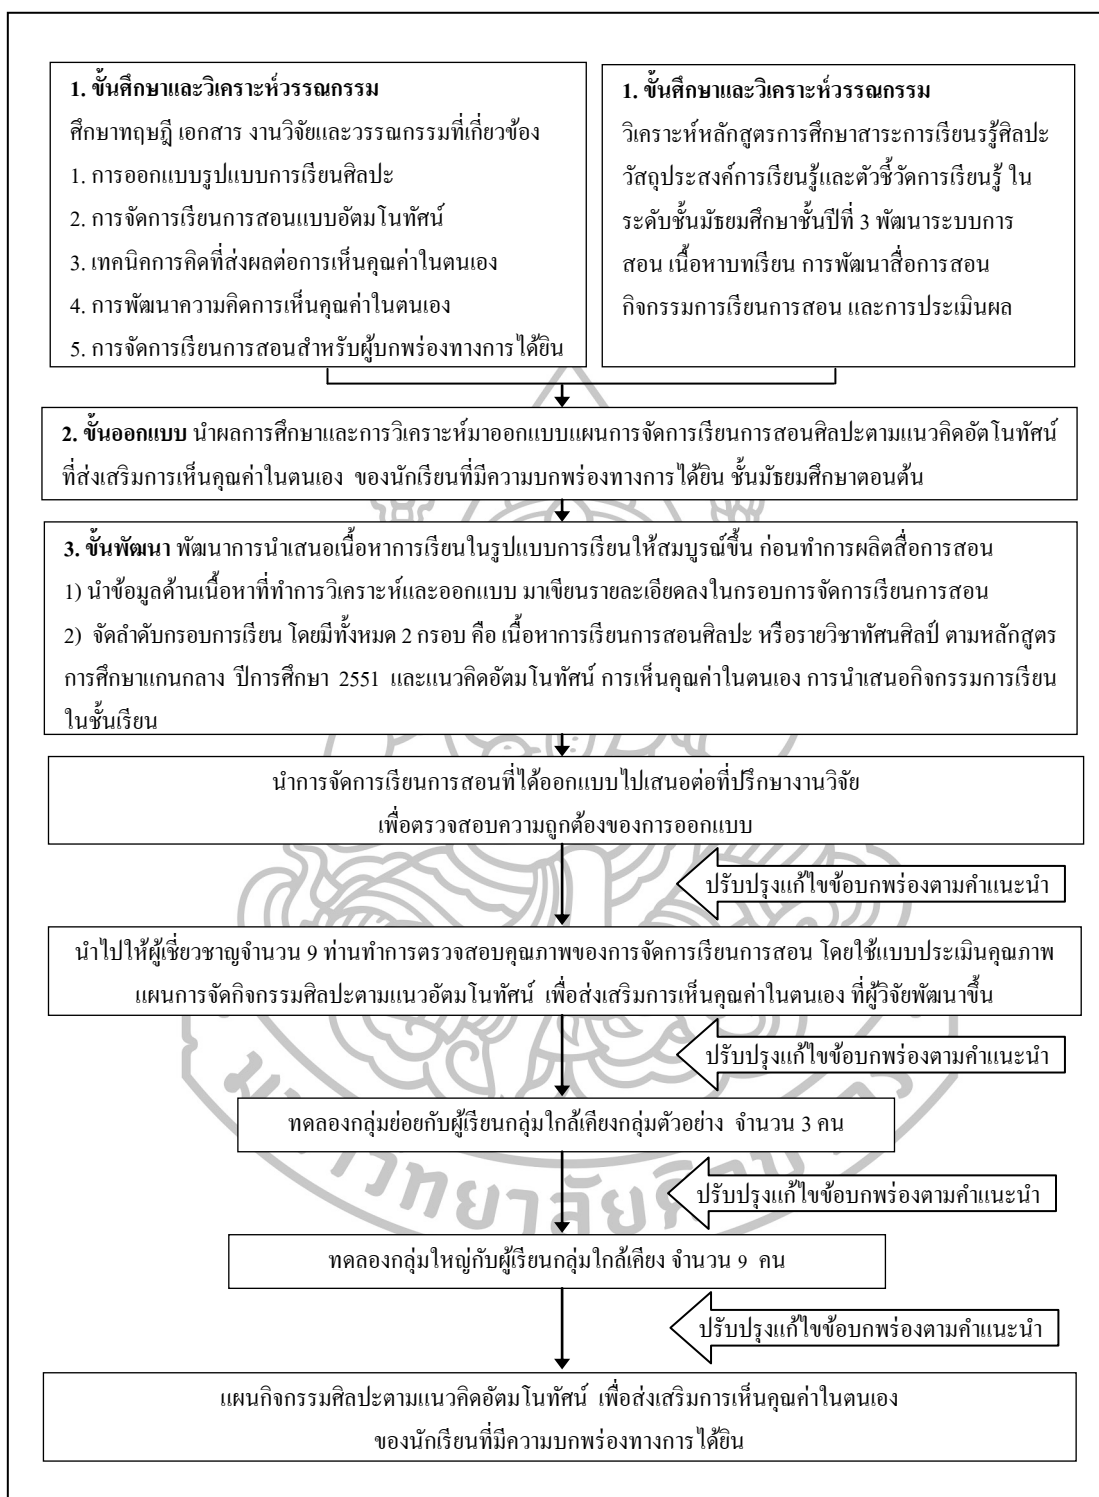 1. ขั้นศึกษาและวิเคราะห์วรรณกรรม
ศึกษาทฤษฎี เอกสาร งานวิจัยและวรรณกรรมที่เกี่ยวข้อง
1. การออกแบบรูปแบบการเรียนศิลปะ
2. การจัดการเรียนการสอนแบบอัตมโนทัศน์
3. เทคนิคการคิดที่ส่งผลต่อการเห็นคุณค่าในตนเอง
4. การพัฒนาความคิดการเห็นคุณค่าในตนเอง
5. การจัดการเรียนการสอนสำหรับผู้บกพร่องทางการได้ยิน
1. ขั้นศึกษาและวิเคราะห์วรรณกรรม
วิเคราะห์หลักสูตรการศึกษาสาระการเรียนรรู้ศิลปะ
วัสถุประสงค์การเรียนรู้และตัวชี้วัดการเรียนรู้ ใน
ระดับชั้นมัธยมศึกษาชั้นปีที่ 3 พัฒนาระบบการ
สอน เนื้อหาบทเรียน การพัฒนาสื่อการสอน
กิจกรรมการเรียนการสอน และการประเมินผล
2. ขั้นออกแบบ นำผลการศึกษาและการวิเคราะห์มาออกแบบแผนการจัดการเรียนการสอนศิลปะตามแนวคิดอัตโนทัศน์
ที่ส่งเสริมการเห็นคุณค่าในตนเอง ของนักเรียนที่มีความบกพร่องทางการได้ยิน ชั้นมัธยมศึกษาตอนต้น
3. ขั้นพัฒนา พัฒนาการนำเสนอเนื้อหาการเรียนในรูปแบบการเรียนให้สมบูรณ์ขึ้น ก่อนทำการผลิตสื่อการสอน
1) นำข้อมูลด้านเนื้อหาที่ทำการวิเคราะห์และออกแบบ มาเขียนรายละเอียดลงในกรอบการจัดการเรียนการสอน
2) จัดลำดับกรอบการเรียน โดยมีทั้งหมด 2 กรอบ คือ เนื้อหาการเรียนการสอนศิลปะ หรือรายวิชาทัศนศิลป์ ตามหลักสูตร
การศึกษาแกนกลาง ปีการศึกษา 2551 และแนวคิดอัตมโนทัศน์ การเห็นคุณค่าในตนเอง การนำเสนอกิจกรรมการเรียน
ในชั้นเรียน
นำการจัดการเรียนการสอนที่ได้ออกแบบไปเสนอต่อที่ปรึกษางานวิจัย
เพื่อตรวจสอบความถูกต้องของการออกแบบ
ปรับปรุงแก้ไขข้อบกพร่องตามคำแนะนำ
นำไปให้ผู้เชี่ยวชาญจำนวน 9 ท่านทำการตรวจสอบคุณภาพของการจัดการเรียนการสอน โดยใช้แบบประเมินคุณภาพ
แผนการจัดกิจกรรมศิลปะตามแนวอัตมโนทัศน์ เพื่อส่งเสริมการเห็นคุณค่าในตนเอง ที่ผู้วิจัยพัฒนาขึ้น
ปรับปรุงแก้ไขข้อบกพร่องตามคำแนะนำ
ทดลองกลุ่มย่อยกับผู้เรียนกลุ่มใกล้เคียงกลุ่มตัวอย่าง จำนวน 3 คน
ปรับปรุงแก้ไขข้อบกพร่องตามคำแนะนำ
ทดลองกลุ่มใหญ่กับผู้เรียนกลุ่มใกล้เคียง จำนวน 9 คน
ปรับปรุงแก้ไขข้อบกพร่องตามคำแนะนำ
แผนกิจกรรมศิลปะตามแนวคิดอัตมโนทัศน์ เพื่อส่งเสริมการเห็นคุณค่าในตนเอง
ของนักเรียนที่มีความบกพร่องทางการได้ยิน